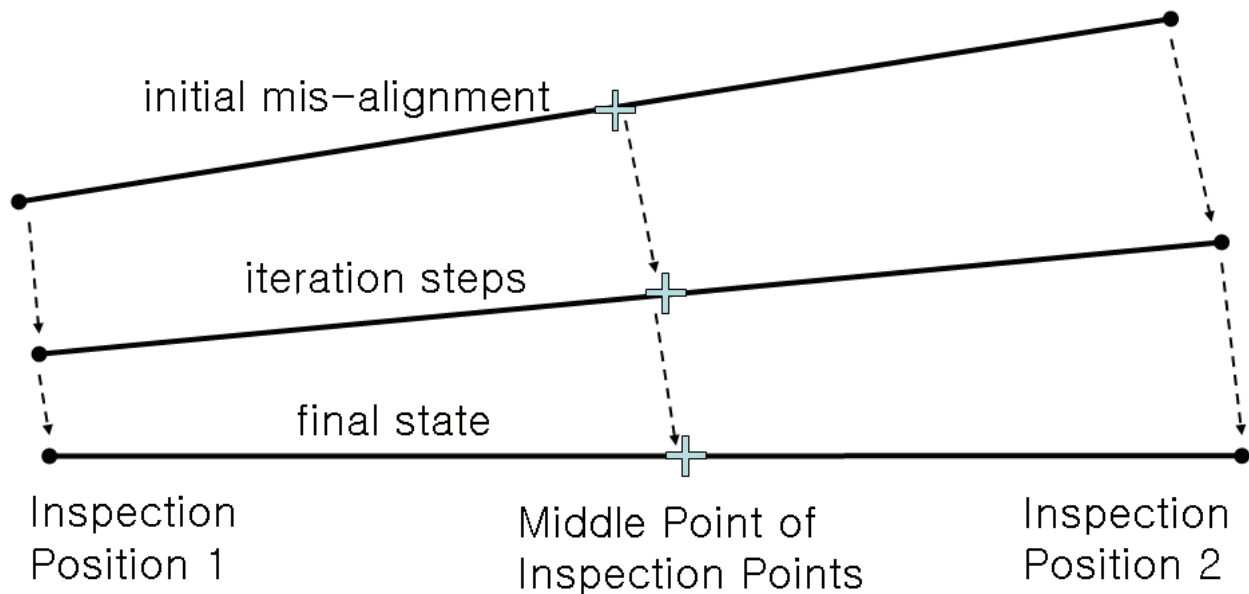 initial mis-alignment
iteration steps
final state
Inspection
Position 1
Middle Point of
Inspection Points
Inspection
Position 2